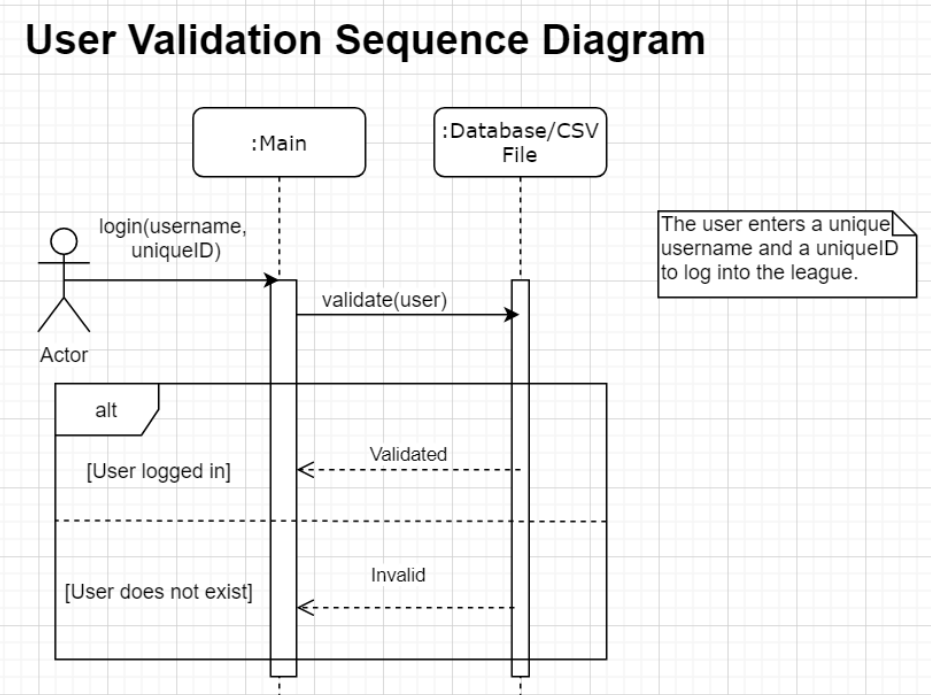 User Validation Sequence Diagram
:Main
:Database/CSV
File
login(username,
uniqueID)
The user enters a unique
username and a uniqueID
to log into the league.
validate(user)
Actor
alt
Validated
[User logged in]
Invalid
[User does not exist]